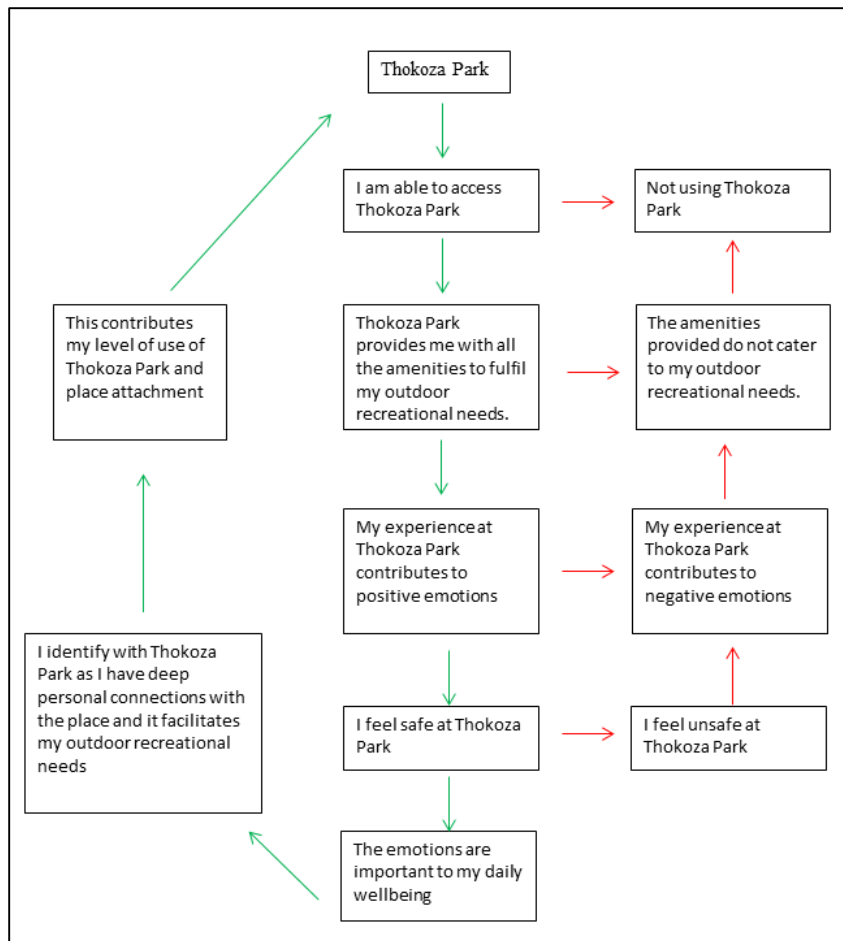 Thokoza Park
I am able to access
Thokoza Park
Not using Thokoza
Park
This contributes
my level of use of
Thokoza Park and
place attachment
Thokoza Park
provides me with all
the amenities to fulfil
my outdoor
recreational needs.
The amenities
provided do not cater
to my outdoor
recreational needs.
My experience at
Thokoza Park
contributes to
positive emotions
My experience at
Thokoza Park
contributes to
negative emotions
I identify with Thokoza
Park as I have deep
personal connections with
the place and it facilitates
my outdoor recreational
needs
I feel safe at Thokoza
Park
I feel unsafe at
Thokoza Park
The emotions are
important to my daily
wellbeing